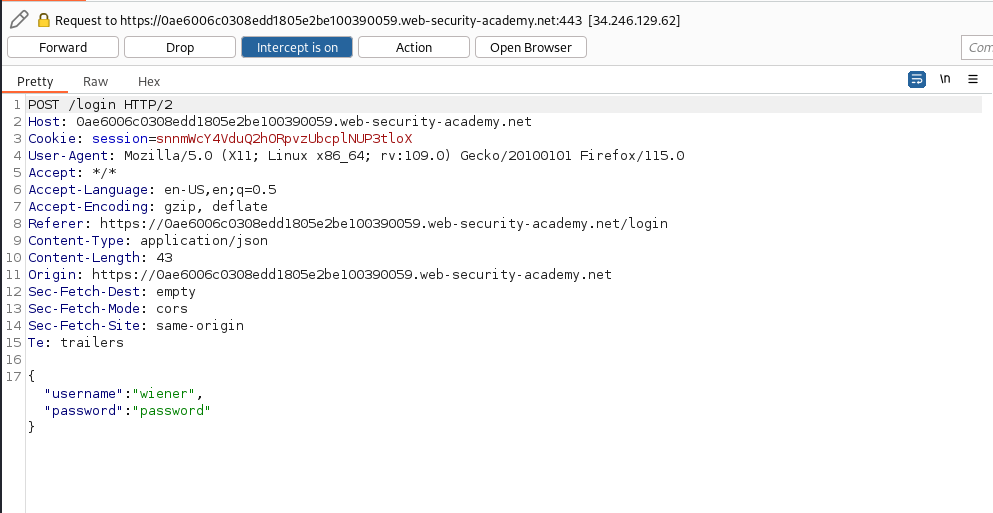 Request to https://0ae6006c0308edd1805e2be100390059.web-security-academy.net:443 [34.246.129.62]
Forward Drop Intercept is on Action Open Browser Com
Pretty Raw Hex \n
1 POST /login HTTP/2
2 Host: 0ae6006c0308edd1805e2be100390059.web-security-academy.net
3 Cookie: session=snnmWcY4VduQ2hORpvzUbcplNUP3tloX
4 User-Agent: Mozilla/5.0 (X11; Linux x86_64; rv:109.0) Gecko/20100101 Firefox/115.0
5 Accept: */*
6 Accept-Language: en-US,en;q=0.5
7 Accept-Encoding: gzip, deflate
8 Referer: https://0ae6006c0308edd1805e2be100390059.web-security-academy.net/login
9 Content-Type: application/json
10 Content-Length: 43
11 Origin: https://0ae6006c0308edd1805e2be100390059.web-security-academy.net
12 Sec-Fetch-Dest: empty
13 Sec-Fetch-Mode: cors
14 Sec-Fetch-Site: same-origin
15 Te: trailers
16
17 {
"username":"wiener",
"password":"password"
}